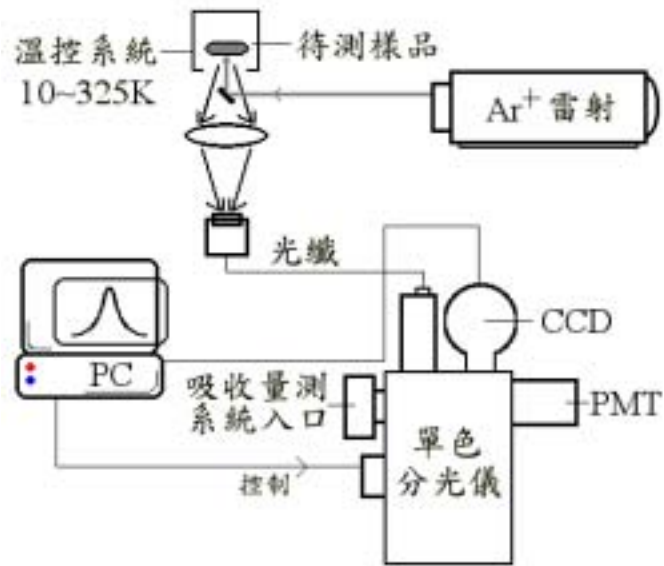 溫控系統
10~325K
待測樣品
Ar+ 雷射
光纖
CCD
PC
吸收量測
系統入口
PMT
單色
分光儀
控制